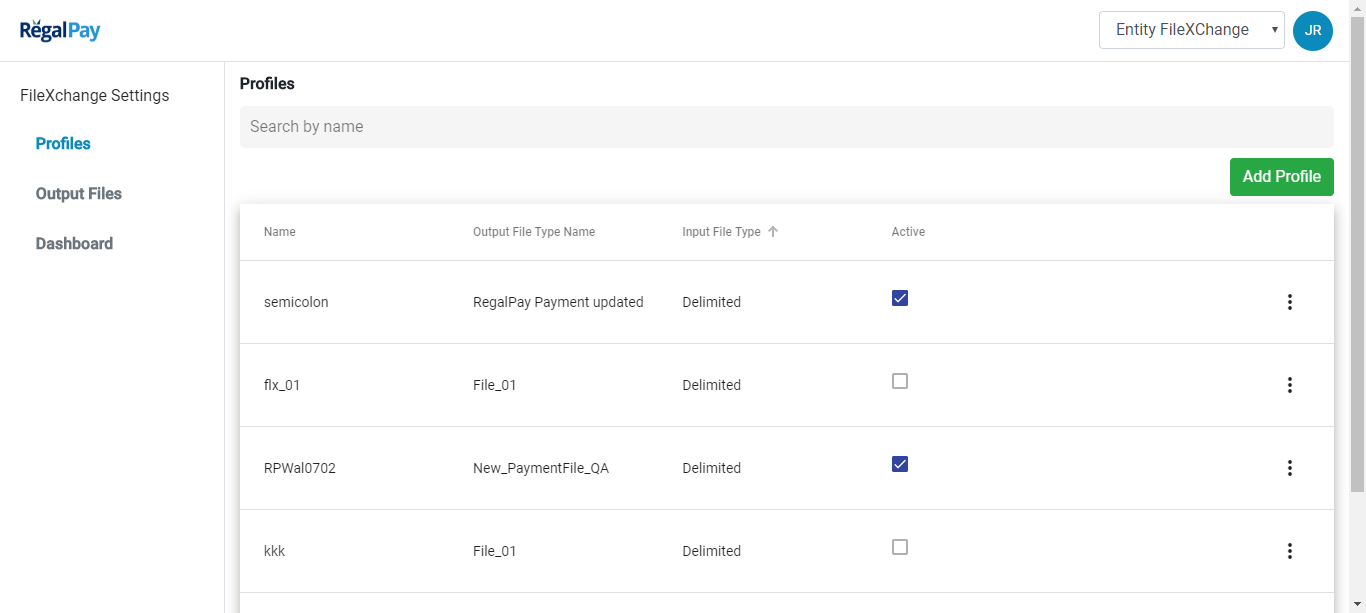 RegalPay
Entity FileXChange
JR
FileXchange Settings
Profiles
Output Files
Dashboard
Profiles
Search by name
Add Profile
Name Output File Type Name Input File Type Active
semicolon RegalPay Payment updated Delimited
flx_01 File_01 Delimited
RPWal0702 New_PaymentFile_QA Delimited
kkk File_01 Delimited